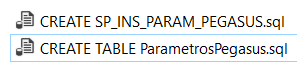 CREATE SP_INS_PARAM_PEGASUS.sql
CREATE TABLE ParametrosPegasus.sql